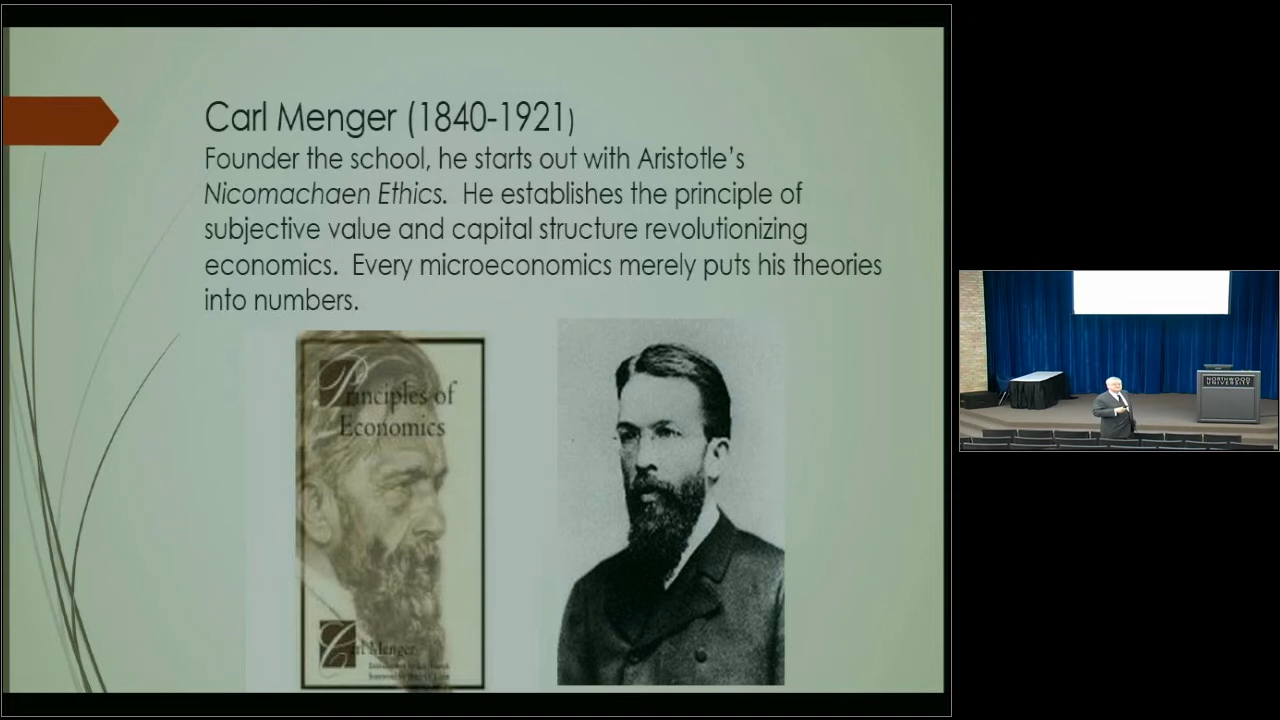 Carl Menger (1840-1921)
Founder the school, he starts out with Aristotle’s
Nicomachaen Ethics. He establishes the principle of
subjective value and capital structure revolutionizing
economics. Every microeconomics merely puts his theories
into numbers.
Principles of
Economics
Carl Menger
NORTHWOOD
UNIVERSITY